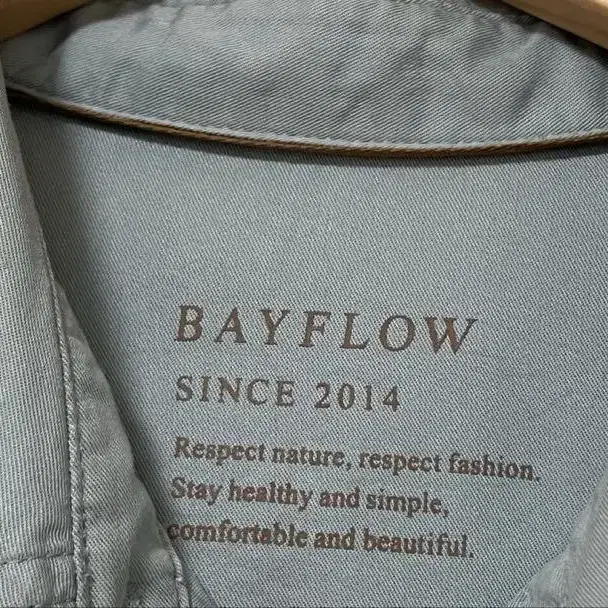 BAYFLOW
SINCE 2014
Respect nature, respect fashion.
Stay healthy and simple,
comfortable and beautiful.